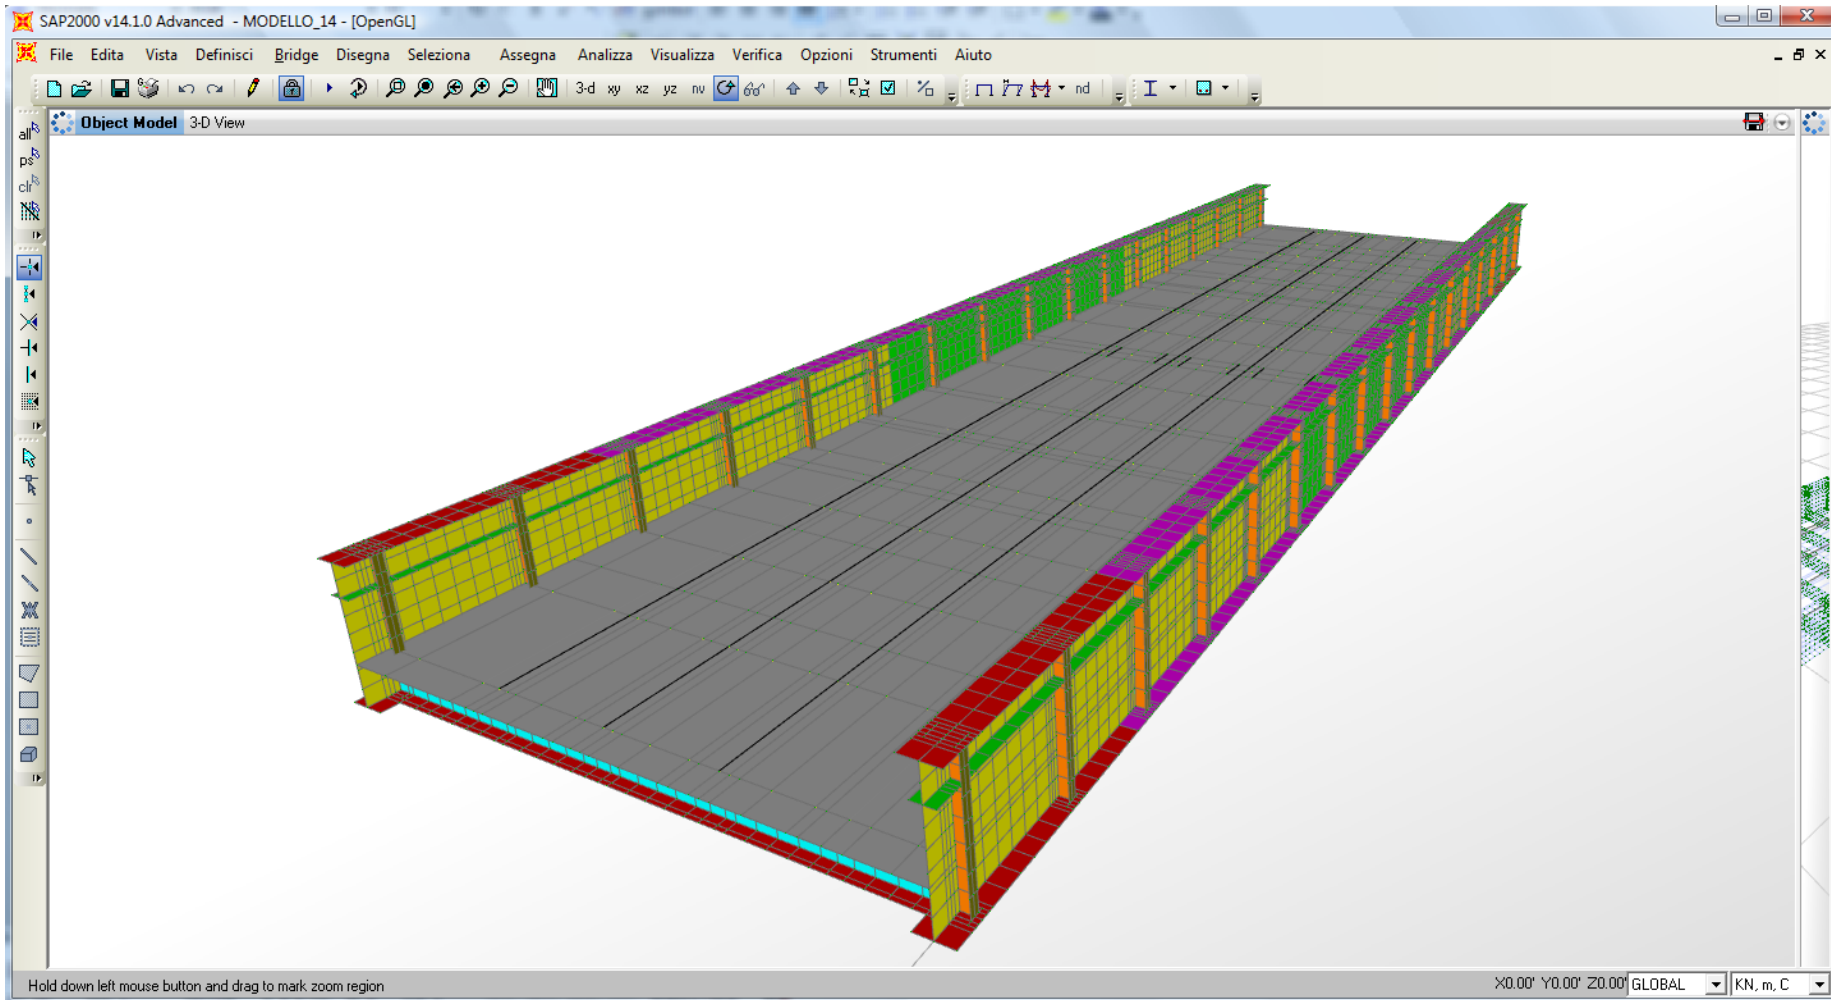 SAP2000 v14.1.0 Advanced - MODELLO_14 - [OpenGL]
File Edita Vista Definisci Bridge Disegna Seleziona Assegna Analizza Visualizza Verifica Opzioni Strumenti Aiuto
3-d xy xz yz nv nd
Object Model 3-D View
all
ps
clr
Hold down left mouse button and drag to mark zoom region
X0.00' Y0.00' Z0.00' GLOBAL KN, m, C